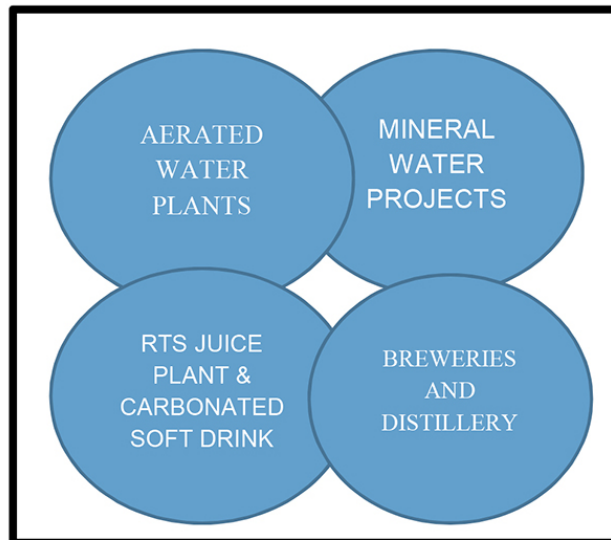 AERATED
WATER
PLANTS
MINERAL
WATER
PROJECTS
RTS JUICE
PLANT &
CARBONATED
SOFT DRINK
BREWERIES
AND
DISTILLERY